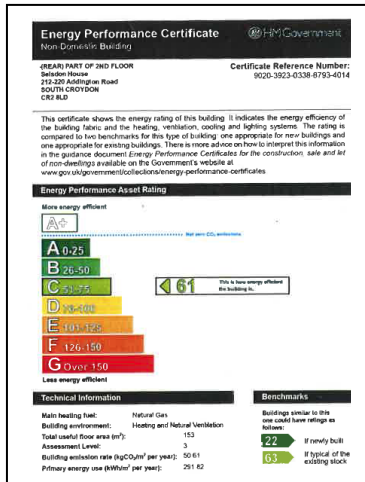 Energy Performance Certificate
HM Government
Non-Domestic Building
(REAR) PART OF 2ND FLOOR
Selsdon House
212-220 Addington Road
SOUTH CROYDON
CR2 8LD
Certificate Reference Number:
9020-3923-0338-8793-4014
This certificate shows the energy rating of this building. It indicates the energy efficiency of
the building fabric and the heating, ventilation, cooling and lighting systems. The rating is
compared to two benchmarks for this type of building: one appropriate for new buildings and
one appropriate for existing buildings. There is more advice on how to interpret this information
in the guidance document Energy Performance Certificates for the construction, sale and let
of non-dwellings available on the Government's website at
www.gov.uk/government/collections/energy-performance-certificates.
Energy Performance Asset Rating
More energy efficient
A+
Net zero CO₂ emissions
A 0-25
B 26-50
C 51-75
61
This is how energy efficient
the building is.
D 76-100
E 101-125
F 126-150
G Over 150
Less energy efficient
Technical Information
Main heating fuel: Natural Gas
Building environment: Heating and Natural Ventilation
Total useful floor area (m²): 153
Assessment Level: 3
Building emission rate (kgCO₂/m² per year): 50.61
Primary energy use (kWh/m² per year): 291.82
Benchmarks
Buildings similar to this
one could have ratings as
follows:
22 If newly built
63 If typical of the
existing stock